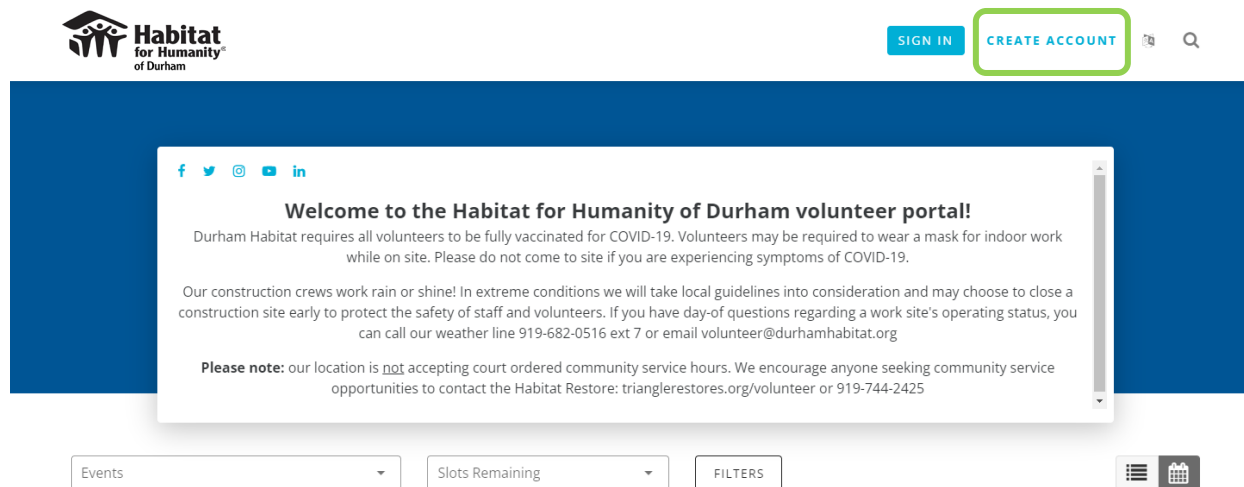 Habitat
for Humanity®
of Durham
SIGN IN
CREATE ACCOUNT
Welcome to the Habitat for Humanity of Durham volunteer portal!
Durham Habitat requires all volunteers to be fully vaccinated for COVID-19. Volunteers may be required to wear a mask for indoor work
while on site. Please do not come to site if you are experiencing symptoms of COVID-19.
Our construction crews work rain or shine! In extreme conditions we will take local guidelines into consideration and may choose to close a
construction site early to protect the safety of staff and volunteers. If you have day-of questions regarding a work site's operating status, you
can call our weather line 919-682-0516 ext 7 or email volunteer@durhamhabitat.org
Please note: our location is not accepting court ordered community service hours. We encourage anyone seeking community service
opportunities to contact the Habitat Restore: trianglerestores.org/volunteer or 919-744-2425
Events
Slots Remaining
FILTERS